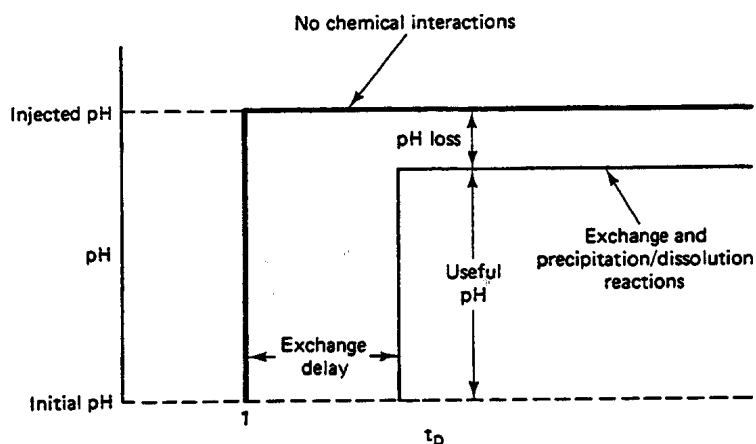 No chemical interactions
Injected pH
pH loss
pH
Useful
pH
Exchange and
precipitation/dissolution
reactions
Exchange
delay
Initial pH
1
t_D